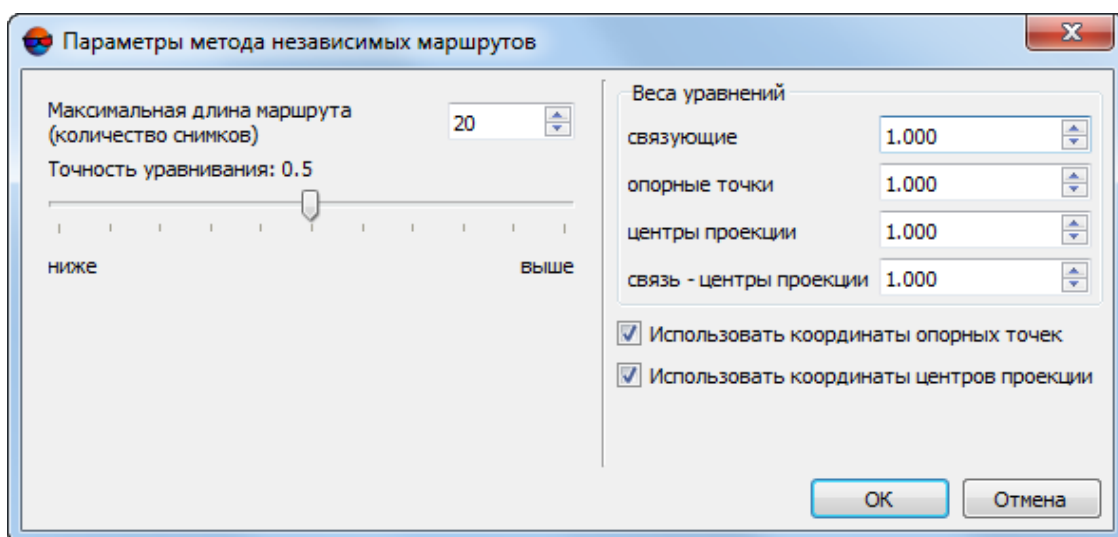 Параметры метода независимых маршрутов
Максимальная длина маршрута
(количество снимков)
20
Точность уравнивания: 0.5
ниже
выше
Веса уравнений
связующие
1.000
опорные точки
1.000
центры проекции
1.000
связь - центры проекции
1.000
Использовать координаты опорных точек
Использовать координаты центров проекции
ОК
Отмена